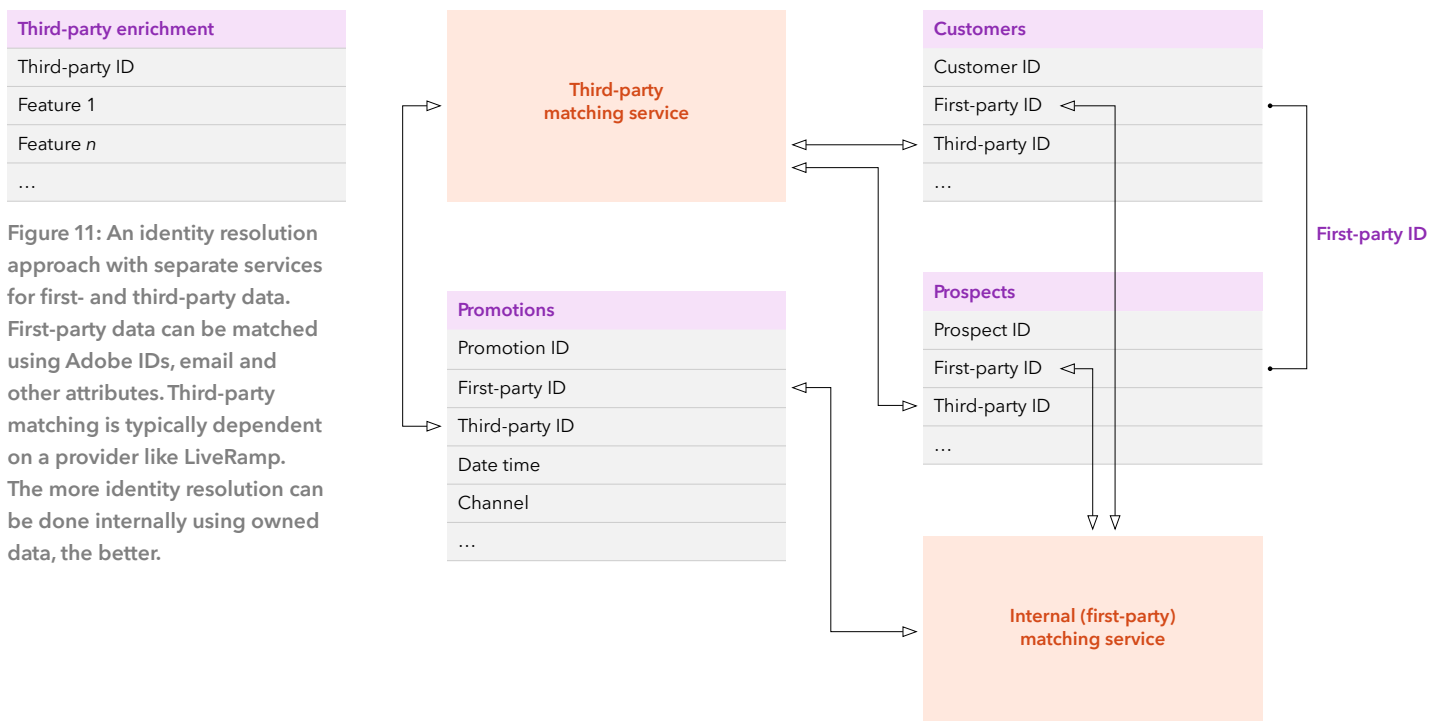 Third-party enrichment
Third-party ID
Feature 1
Feature n
…
Figure 11: An identity resolution
approach with separate services
for first- and third-party data.
First-party data can be matched
using Adobe IDs, email and
other attributes. Third-party
matching is typically dependent
on a provider like LiveRamp.
The more identity resolution can
be done internally using owned
data, the better.
Third-party
matching service
Promotions
Promotion ID
First-party ID
Third-party ID
Date time
Channel
…
Customers
Customer ID
First-party ID
Third-party ID
…
First-party ID
Prospects
Prospect ID
First-party ID
Third-party ID
…
Internal (first-party)
matching service